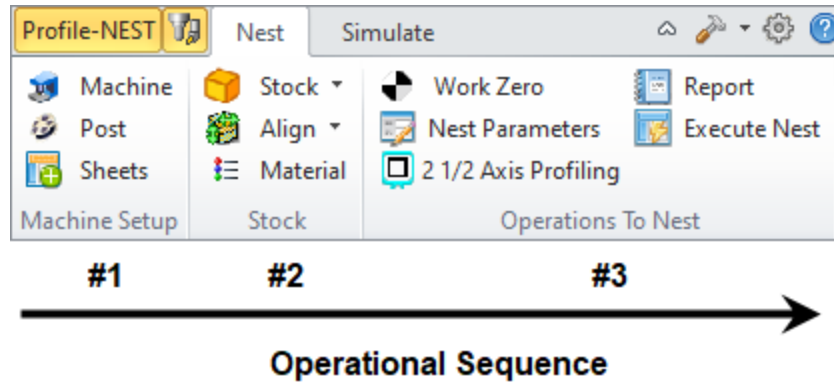 Profile-NEST Nest Simulate
Machine Stock Work Zero Report
Post Align Nest Parameters Execute Nest
Sheets Material 2 1/2 Axis Profiling
Machine Setup Stock Operations To Nest
#1 #2 #3
Operational Sequence